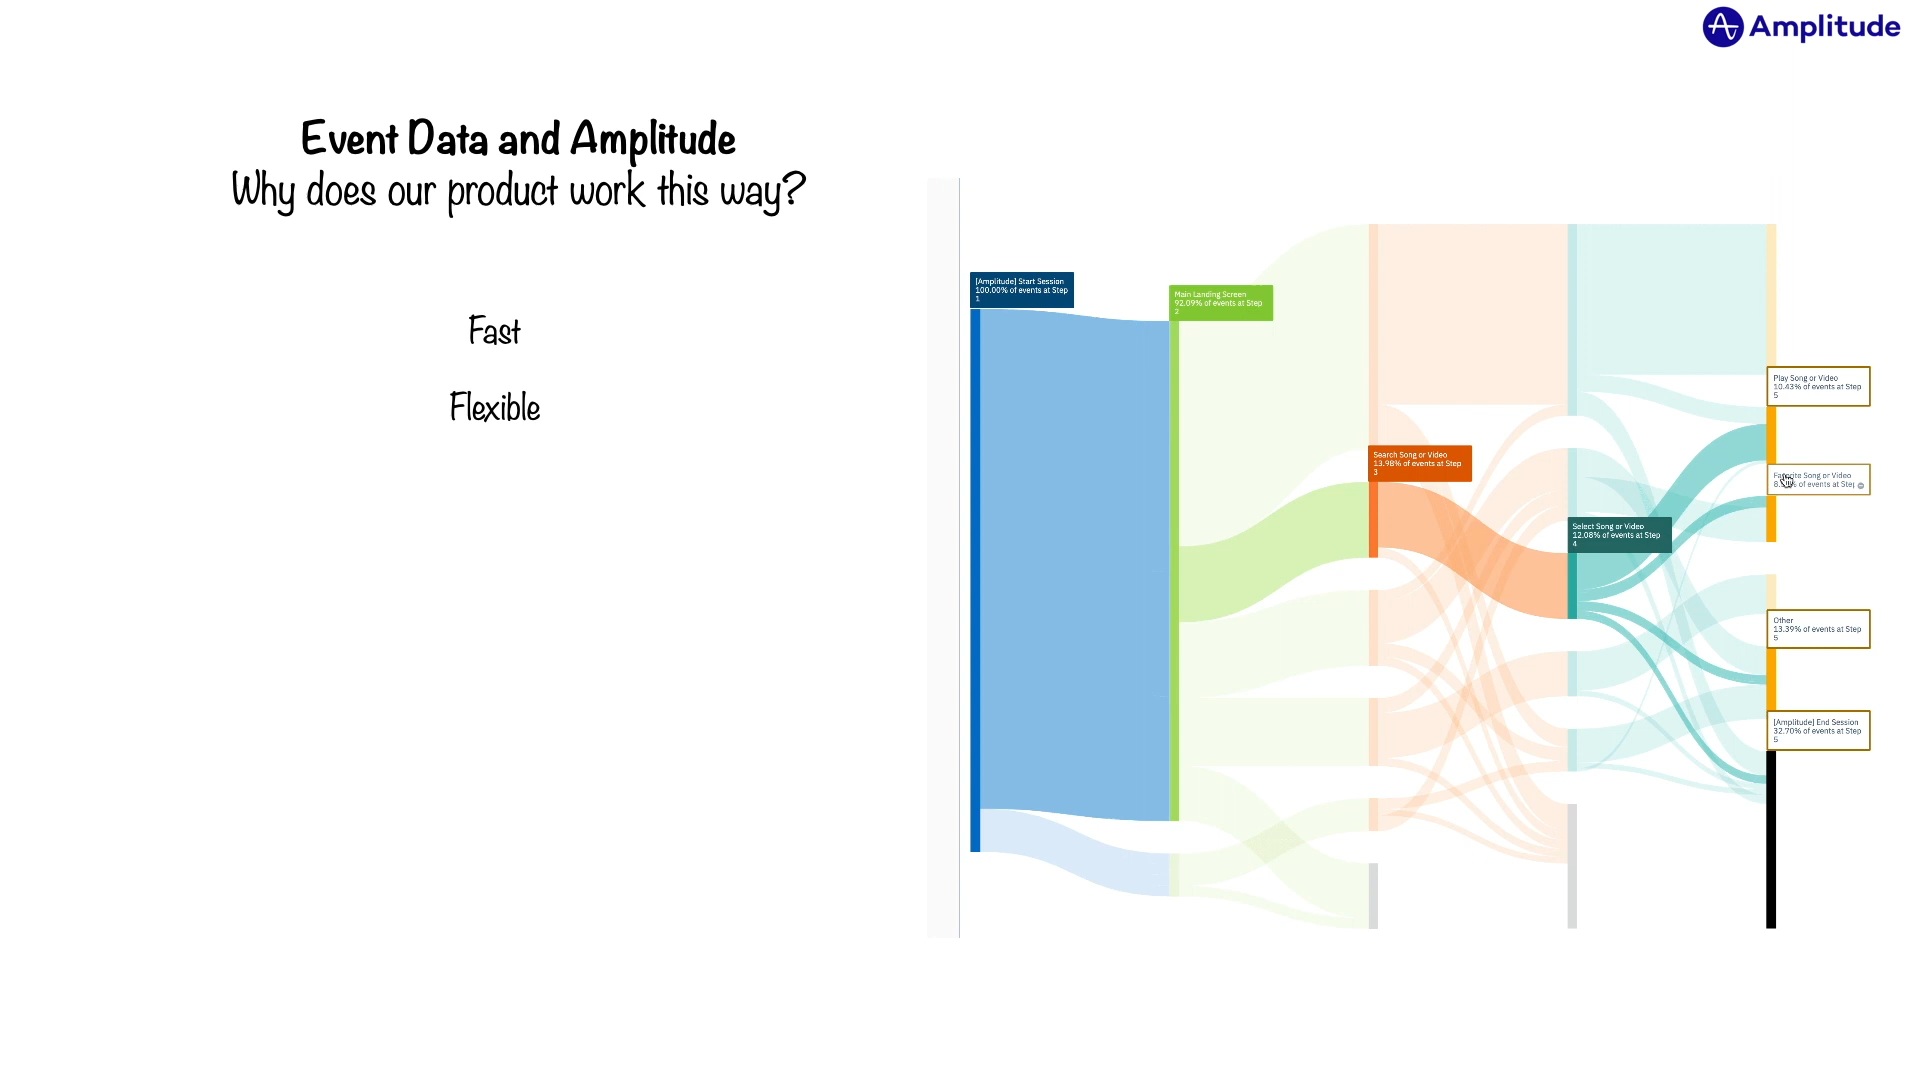 Amplitude
Event Data and Amplitude
Why does our product work this way?
Fast
Flexible
[Amplitude] Start Session
100.00% of events at Step
1
Main Landing Screen
92.09% of events at Step
2
Search Song or Video
13.98% of events at Step
3
Select Song or Video
12.08% of events at Step
4
Play Song or Video
10.43% of events at Step
5
Favorite Song or Video
of events at Step
Other
13.39% of events at Step
5
[Amplitude] End Session
32.70% of events at Step
5